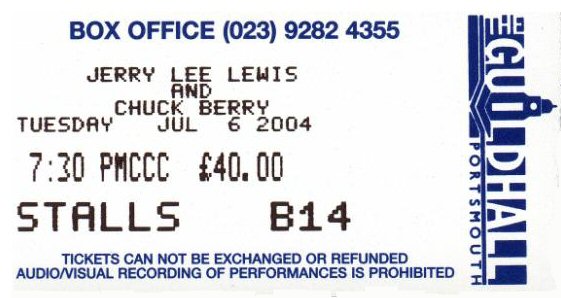 BOX OFFICE (023) 9282 4355
JERRY LEE LEWIS
AND
CHUCK BERRY
TUESDAY JUL 6 2004
7:30 PMCCC £40.00
STALLS B14
TICKETS CAN NOT BE EXCHANGED OR REFUNDED
AUDIO/VISUAL RECORDING OF PERFORMANCES IS PROHIBITED
THE GUILDHALL
PORTSMOUTH